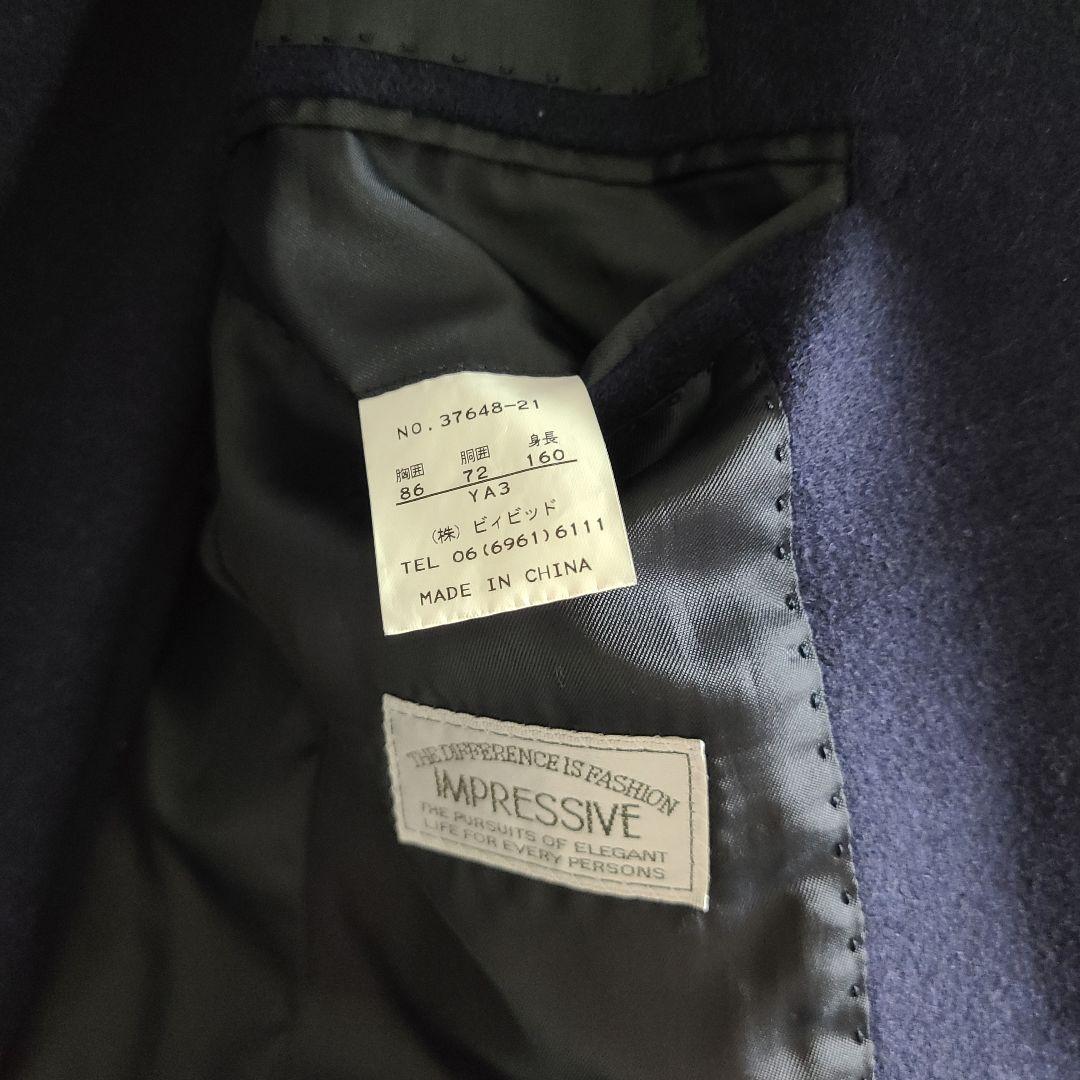 NO.37648-21
胸囲 胴囲 身長
86 72 160
YA3
(株) ビィビッド
TEL 06(6961)6111
MADE IN CHINA
THE DIFFERENCE IS FASHION
IMPRESSIVE
THE PURSUITS OF ELEGANT
LIFE FOR EVERY PERSONS